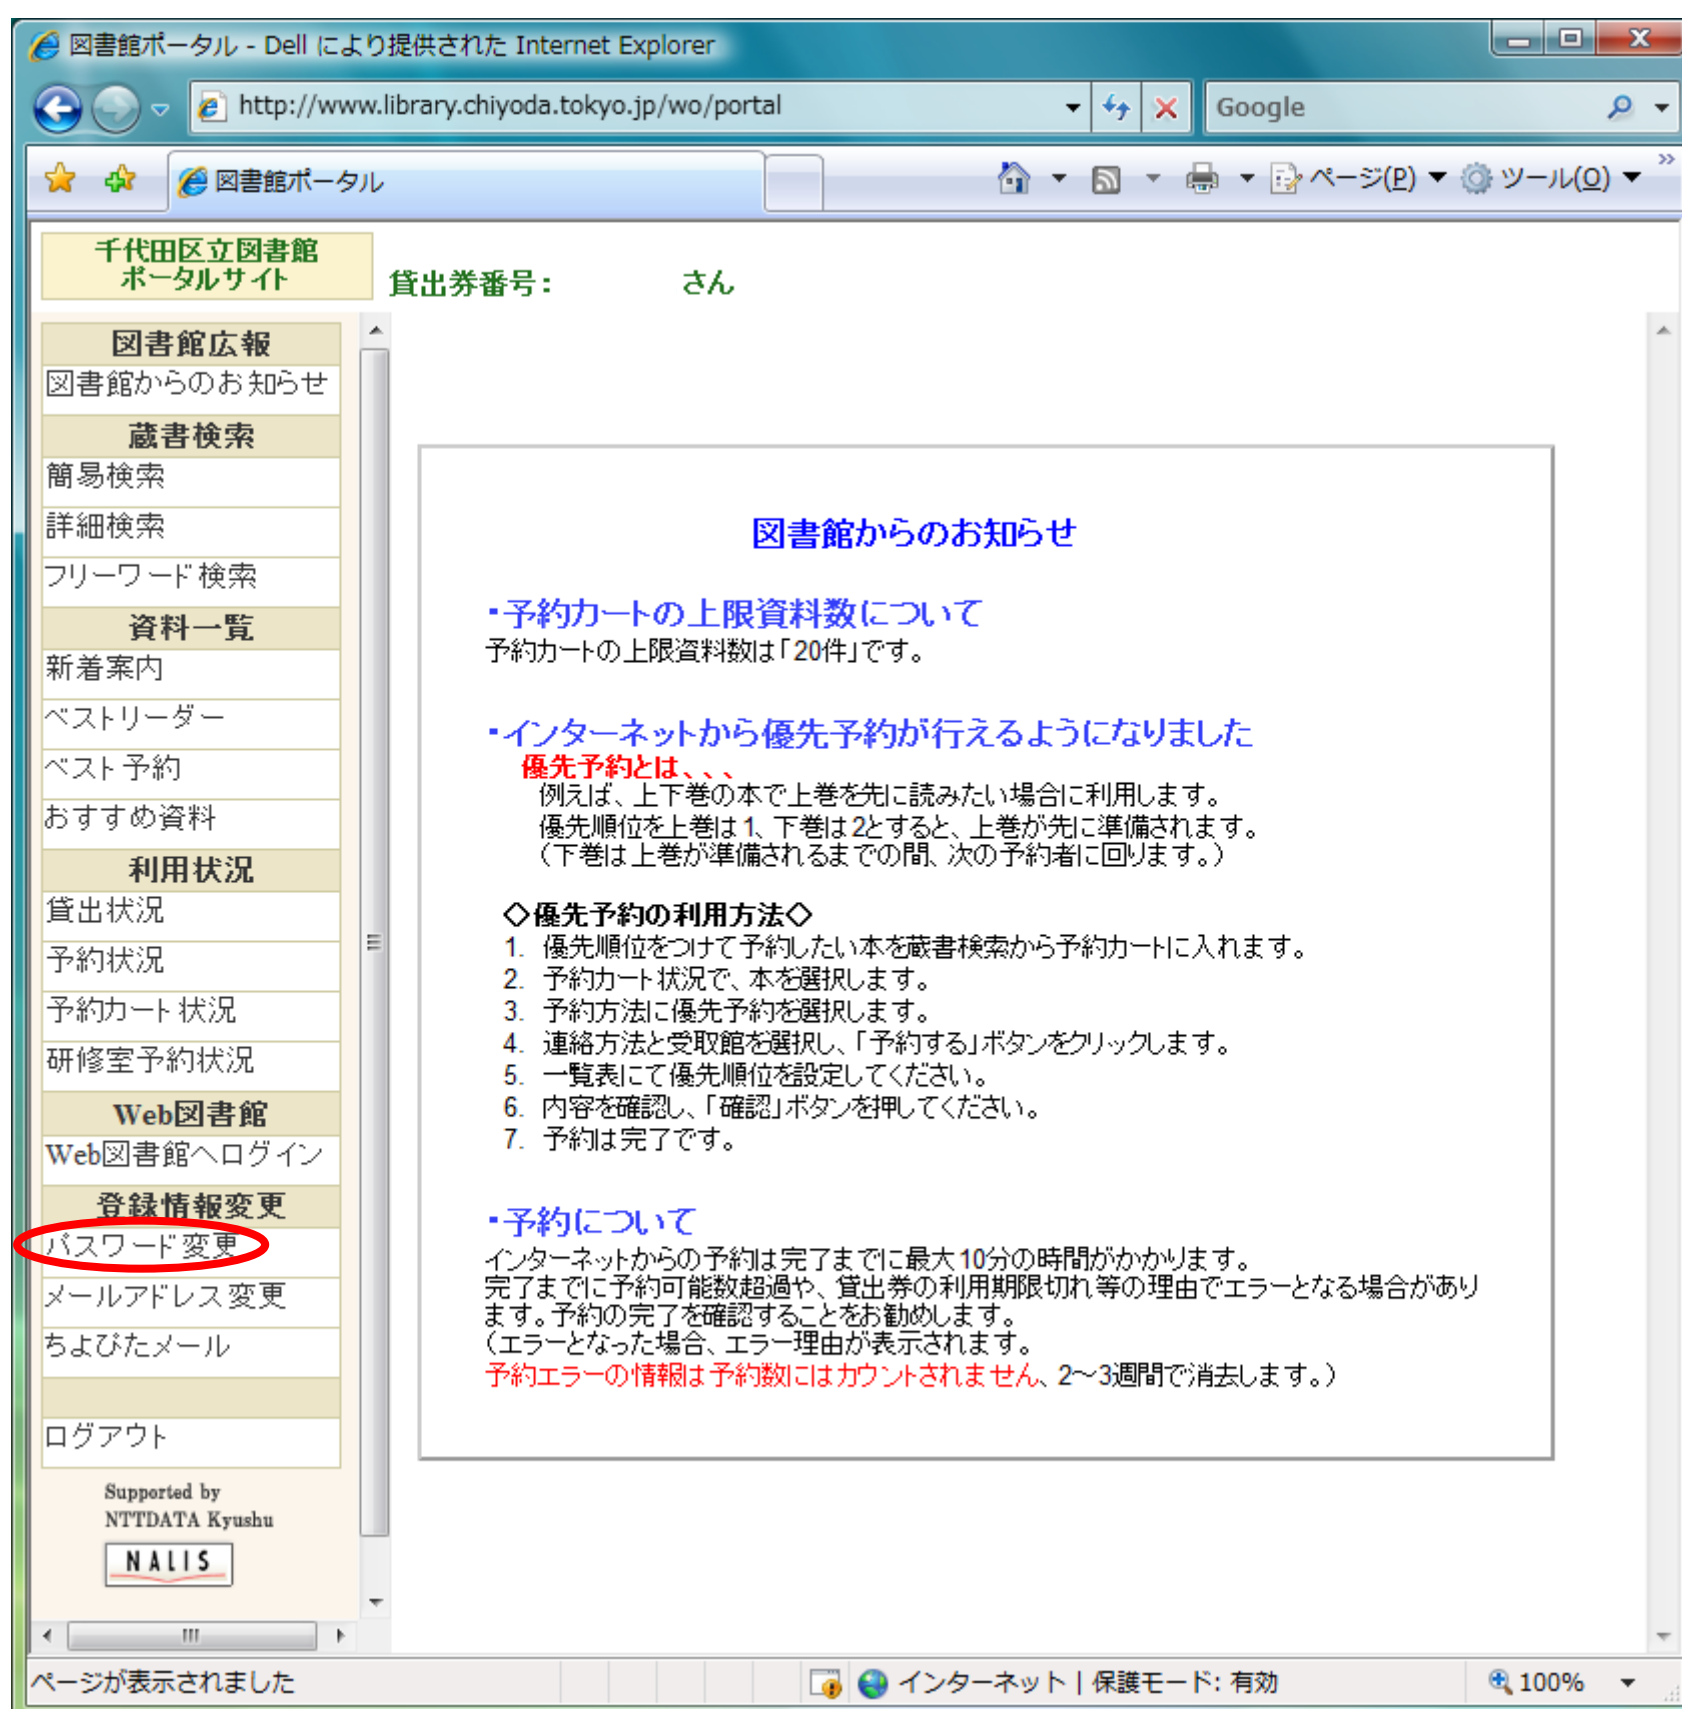 図書館ポータル - Dell により提供された Internet Explorer
http://www.library.chiyoda.tokyo.jp/wo/portal
Google
図書館ポータル
ページ(P)
ツール(O)
千代田区立図書館
ポータルサイト
貸出券番号： さん
図書館広報
図書館からのお知らせ
蔵書検索
簡易検索
詳細検索
フリーワード検索
資料一覧
新着案内
ベストリーダー
ベスト予約
おすすめ資料
利用状況
貸出状況
予約状況
予約カート状況
研修室予約状況
Web図書館
Web図書館へログイン
登録情報変更
パスワード変更
メールアドレス変更
ちよぴたメール
ログアウト
Supported by
NTTDATA Kyushu
NALIS
図書館からのお知らせ
・予約カートの上限資料数について
予約カートの上限資料数は「20件」です。
・インターネットから優先予約が行えるようになりました
優先予約とは、、、
例えば、上下巻の本で上巻を先に読みたい場合に利用します。
優先順位を上巻は1、下巻は2とすると、上巻が先に準備されます。
（下巻は上巻が準備されるまでの間、次の予約者に回ります。）
◇優先予約の利用方法◇
1. 優先順位をつけて予約したい本を蔵書検索から予約カートに入れます。
2. 予約カート状況で、本を選択します。
3. 予約方法に優先予約を選択します。
4. 連絡方法と受取館を選択し、「予約する」ボタンをクリックします。
5. 一覧表にて優先順位を設定してください。
6. 内容を確認し、「確認」ボタンを押してください。
7. 予約は完了です。
・予約について
インターネットからの予約は完了までに最大10分の時間がかかります。
完了までに予約可能数超過や、貸出券の利用期限切れ等の理由でエラーとなる場合があり
ます。予約の完了を確認することをお勧めします。
（エラーとなった場合、エラー理由が表示されます。
予約エラーの情報は予約数にはカウントされません、2～3週間で消去します。）
ページが表示されました
インターネット | 保護モード: 有効
100%